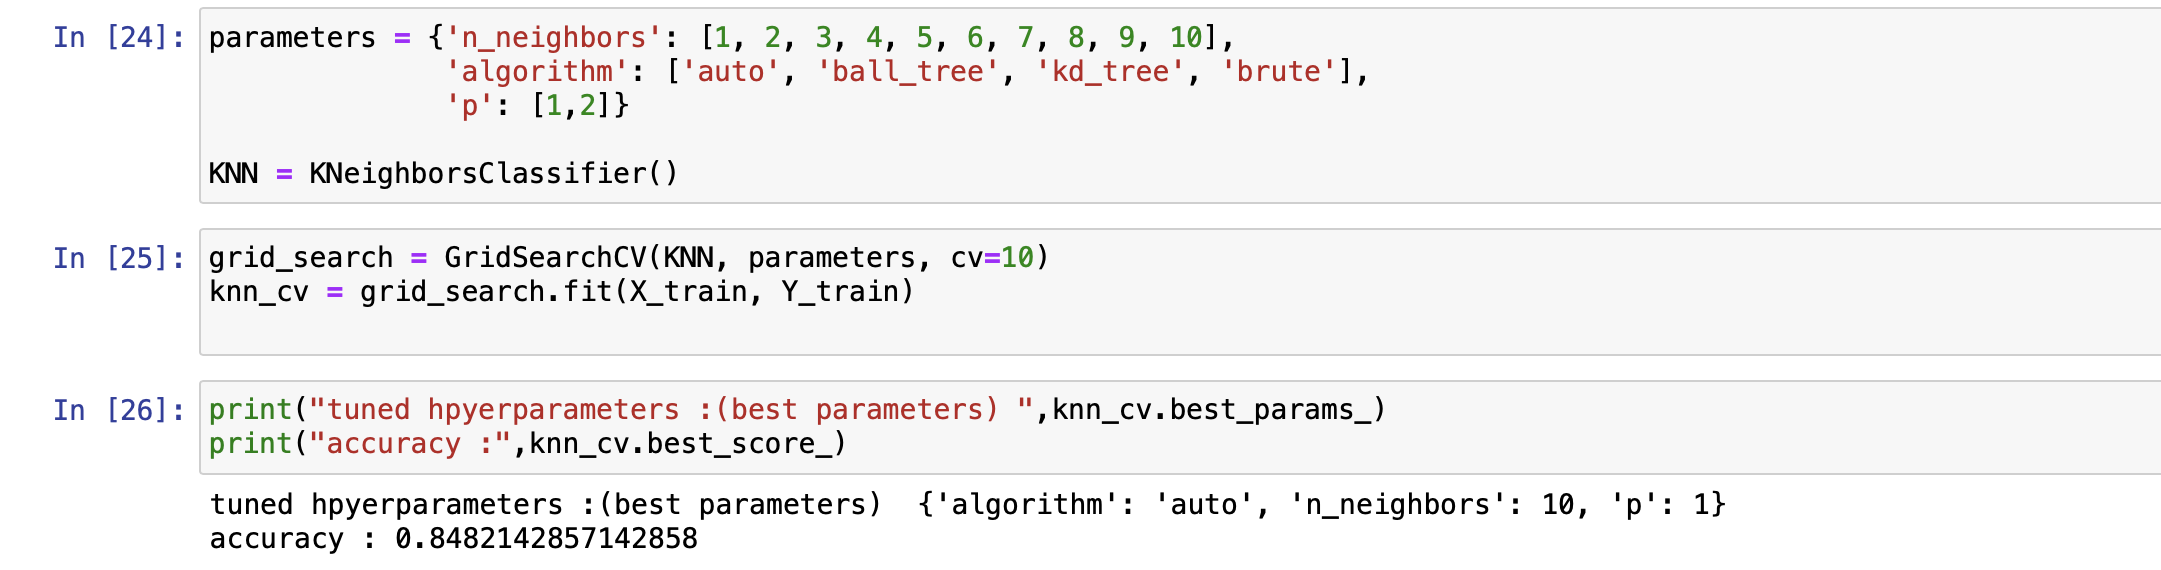 In [24]: parameters = {'n_neighbors': [1, 2, 3, 4, 5, 6, 7, 8, 9, 10],
              'algorithm': ['auto', 'ball_tree', 'kd_tree', 'brute'],
              'p': [1,2]}

KNN = KNeighborsClassifier()
In [25]: grid_search = GridSearchCV(KNN, parameters, cv=10)
knn_cv = grid_search.fit(X_train, Y_train)
In [26]: print("tuned hpyerparameters :(best parameters) ",knn_cv.best_params_)
print("accuracy :",knn_cv.best_score_)
tuned hpyerparameters :(best parameters)  {'algorithm': 'auto', 'n_neighbors': 10, 'p': 1}
accuracy : 0.8482142857142858